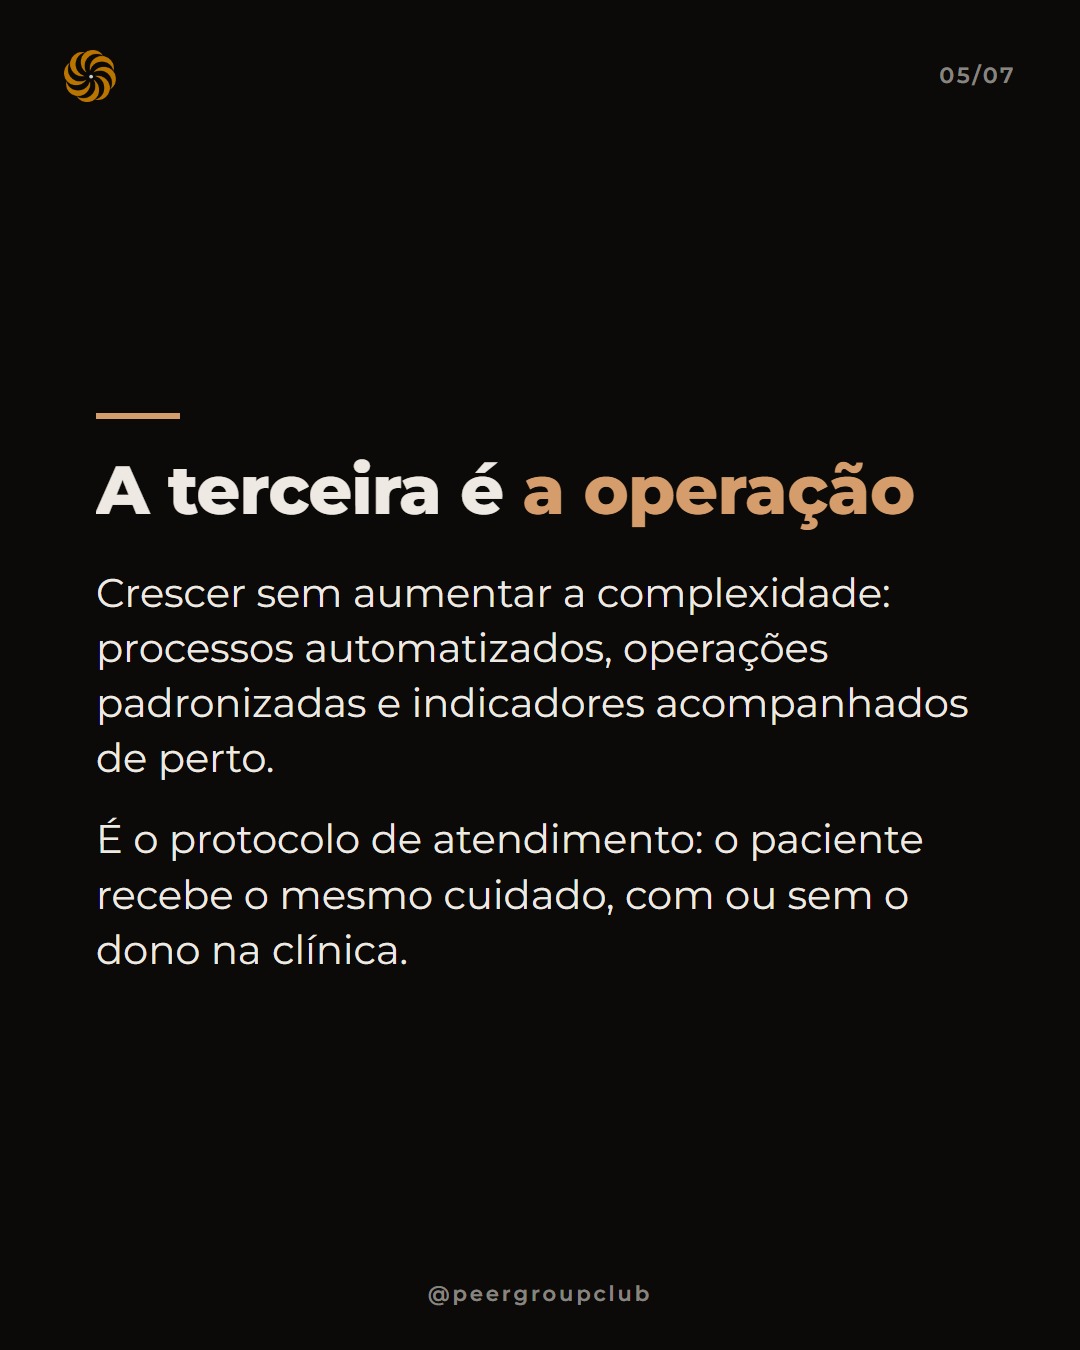 05/07
A terceira é a operação
Crescer sem aumentar a complexidade:
processos automatizados, operações
padronizadas e indicadores acompanhados
de perto.
É o protocolo de atendimento: o paciente
recebe o mesmo cuidado, com ou sem o
dono na clínica.
@peergroupclub